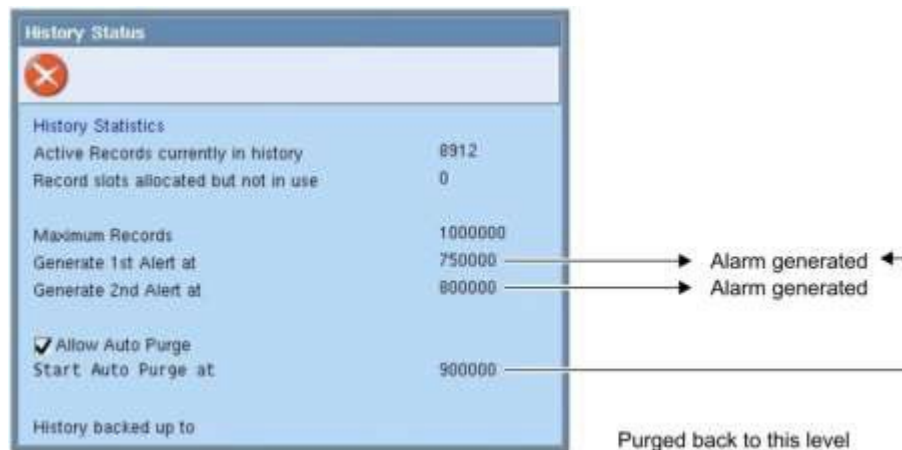 History Status
History Statistics
Active Records currently in history 8912
Record slots allocated but not in use 0
Maximum Records 1000000
Generate 1st Alert at 750000 Alarm generated
Generate 2nd Alert at 800000 Alarm generated
Allow Auto Purge
Start Auto Purge at 900000
History backed up to
Purged back to this level